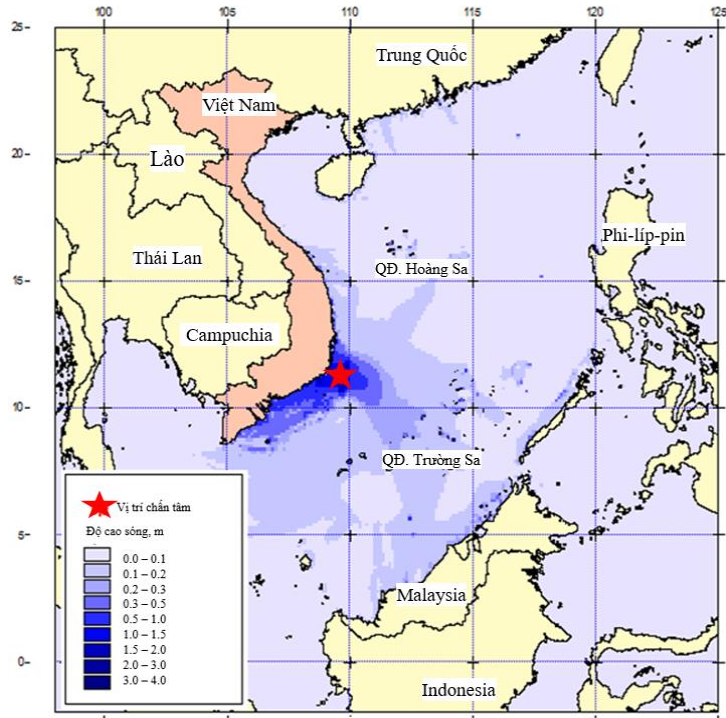 100 105 110 115 120 125
25
Trung Quốc
Việt Nam
20
Lào
Phi-líp-pin
Thái Lan
QĐ. Hoàng Sa
15
Campuchia
10
QĐ. Trường Sa
Vị trí chấn tâm
Độ cao sóng, m
5
0.0 – 0.1
0.1 – 0.2
0.2 – 0.3
0.3 – 0.5
0.5 – 1.0
1.0 – 1.5
1.5 – 2.0
2.0 – 3.0
3.0 – 4.0
Malaysia
0
Indonesia